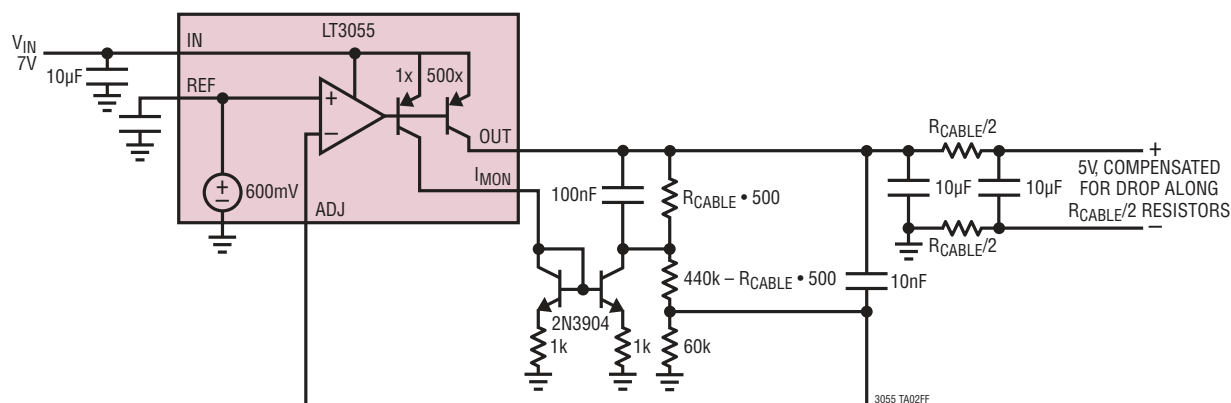 LT3055
V_IN
7V
10µF
IN
REF
1x
500x
+
–
OUT
I_MON
+
–
600mV
ADJ
100nF
R_CABLE • 500
440k – R_CABLE • 500
10nF
2N3904
1k
1k
60k
R_CABLE/2
10µF
10µF
R_CABLE/2
+
5V, COMPENSATED
FOR DROP ALONG
R_CABLE/2 RESISTORS
–
3055 TA02FF